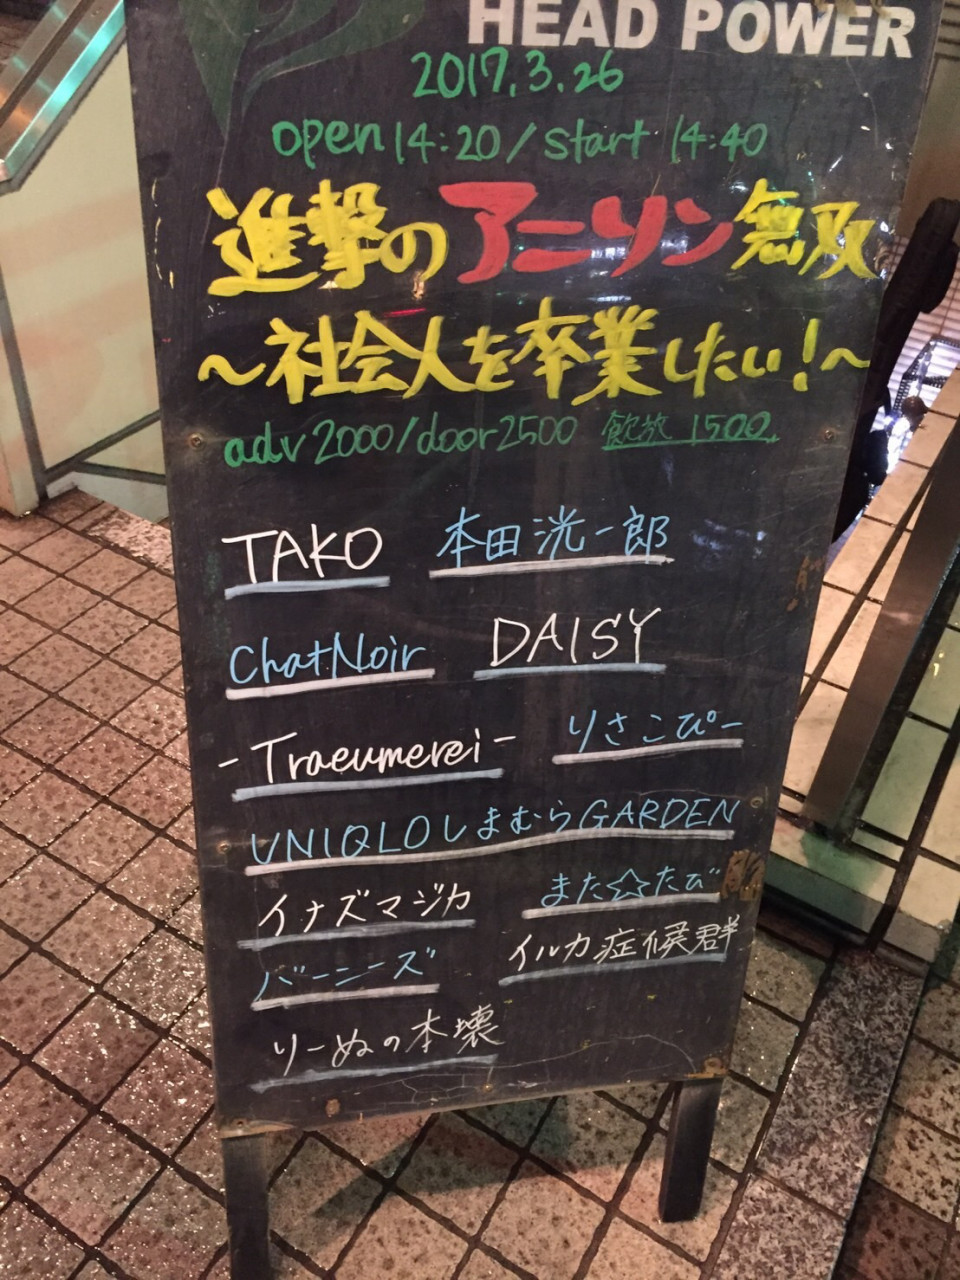 HEAD POWER
2017.3.26
open 14:20 / start 14:40
進撃のアニソン無双
〜社会人を卒業したい!〜
adv 2000/door 2500 飲放 1500
TAKO 本田洸一郎
ChatNoir DAISY
-Traeumerei- りさこぴー
UNIQLOしまむらGARDEN
イナズマジカ また☆たび
バーニーズ イルカ症候群
りーぬの本壊